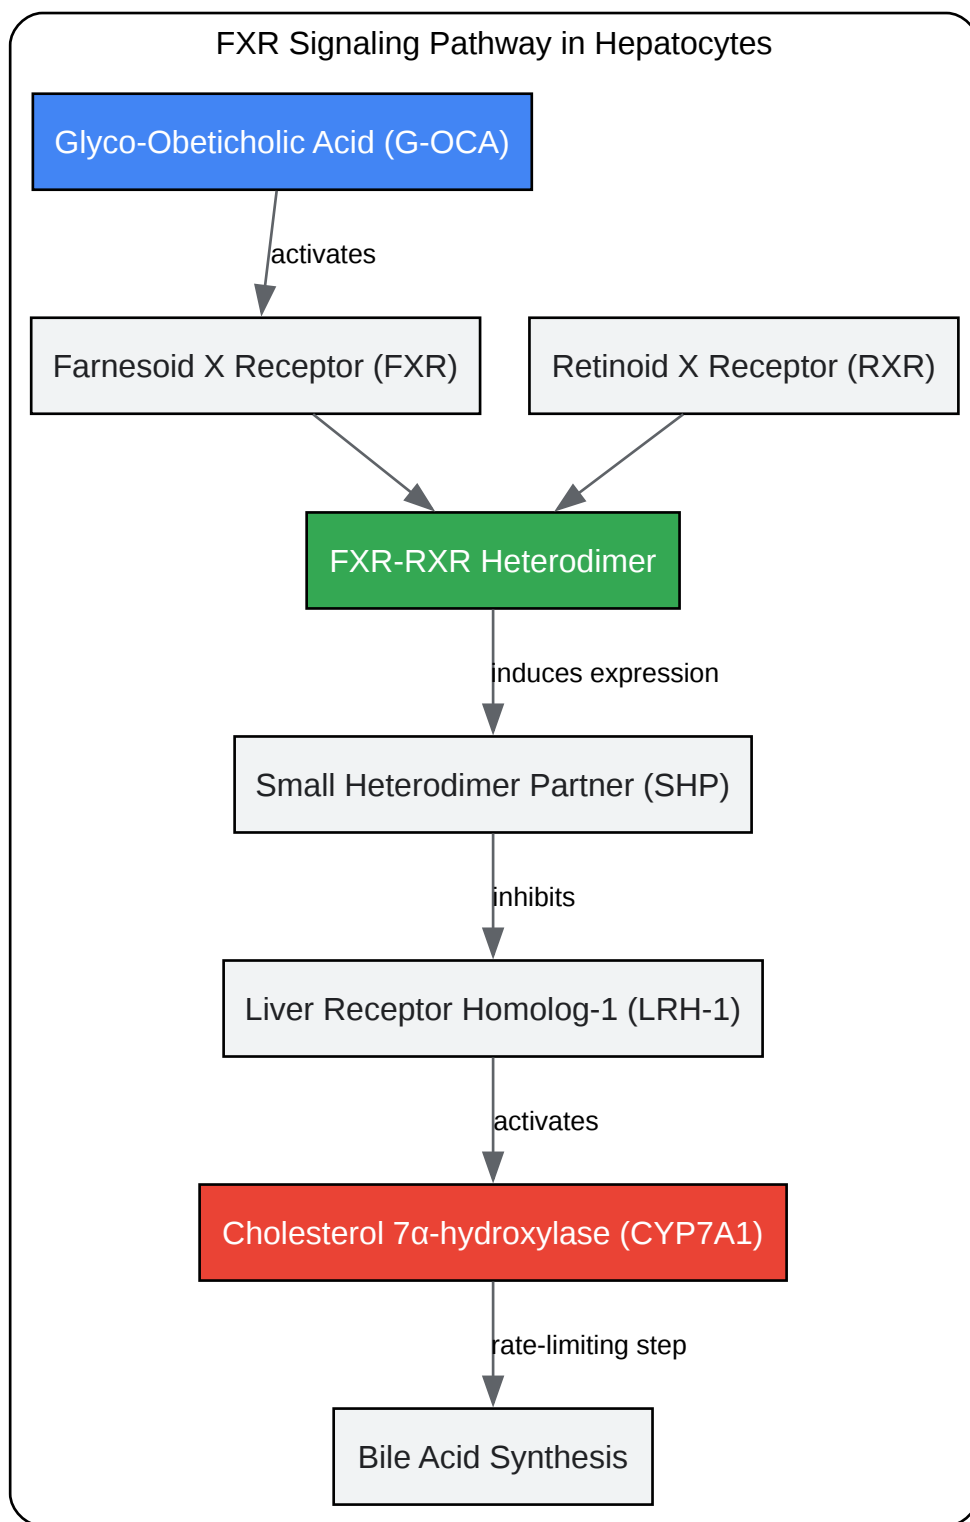 FXR Signaling Pathway in Hepatocytes
Glyco-Obeticholic Acid (G-OCA)
activates
Farnesoid X Receptor (FXR)
Retinoid X Receptor (RXR)
FXR-RXR Heterodimer
induces expression
Small Heterodimer Partner (SHP)
inhibits
Liver Receptor Homolog-1 (LRH-1)
activates
Cholesterol 7α-hydroxylase (CYP7A1)
rate-limiting step
Bile Acid Synthesis